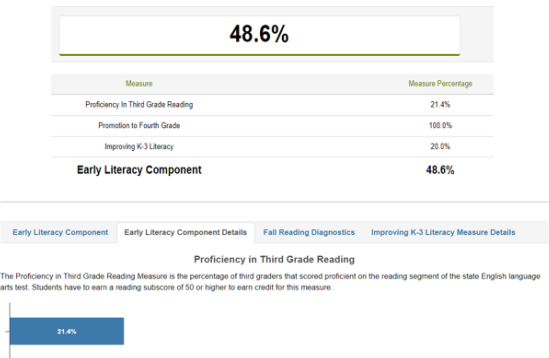 48.6%
Measure Measure Percentage
Proficiency In Third Grade Reading 21.4%
Promotion to Fourth Grade 100.0%
Improving K-3 Literacy 20.0%
Early Literacy Component 48.6%
Early Literacy Component Early Literacy Component Details Fall Reading Diagnostics Improving K-3 Literacy Measure Details
Proficiency in Third Grade Reading
The Proficiency in Third Grade Reading Measure is the percentage of third graders that scored proficient on the reading segment of the state English language
arts test. Students have to earn a reading subscore of 50 or higher to earn credit for this measure.
21.4%